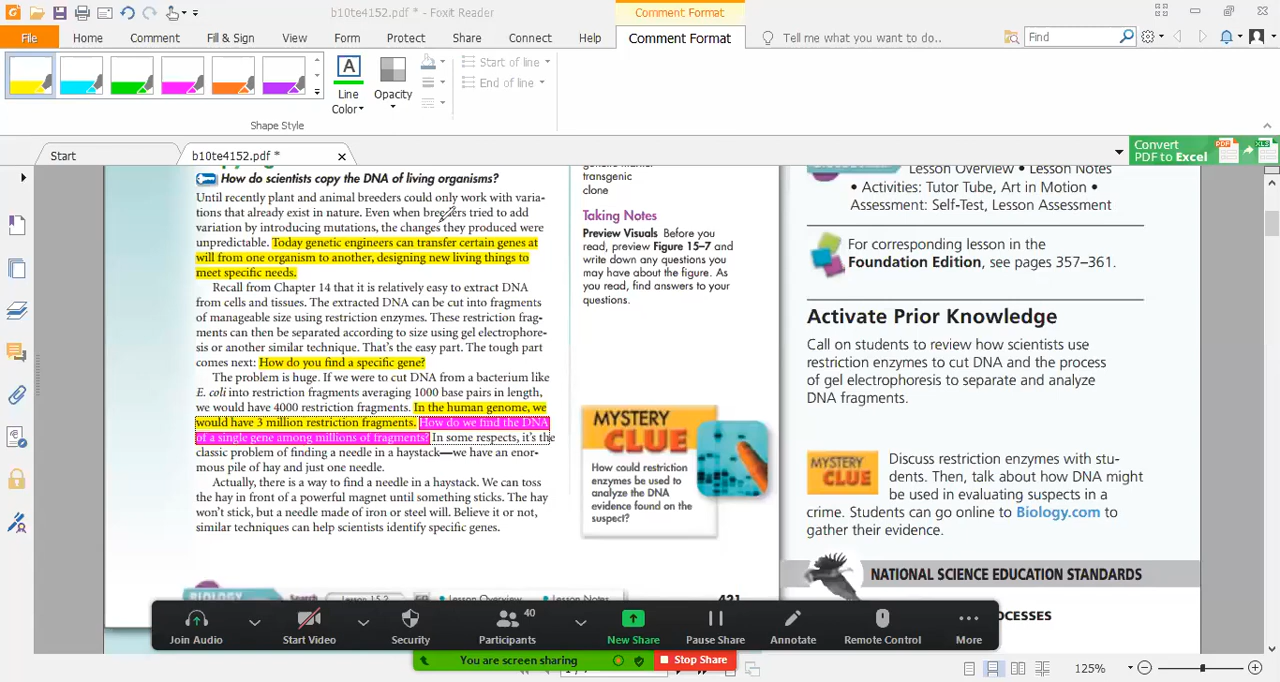 b10te4152.pdf * - Foxit Reader
Comment Format
File
Home
Comment
Fill & Sign
View
Form
Protect
Share
Connect
Help
Comment Format
Tell me what you want to do..
Find
Line
Color
Opacity
Start of line
End of line
Shape Style
Start
b10te4152.pdf *
Convert
PDF to Excel
How do scientists copy the DNA of living organisms?
Until recently plant and animal breeders could only work with varia-
tions that already exist in nature. Even when breeders tried to add
variation by introducing mutations, the changes they produced were
unpredictable. Today genetic engineers can transfer certain genes at
will from one organism to another, designing new living things to
meet specific needs.
Recall from Chapter 14 that it is relatively easy to extract DNA
from cells and tissues. The extracted DNA can be cut into fragments
of manageable size using restriction enzymes. These restriction frag-
ments can then be separated according to size using gel electrophore-
sis or another similar technique. That's the easy part. The tough part
comes next: How do you find a specific gene?
The problem is huge. If we were to cut DNA from a bacterium like
E. coli into restriction fragments averaging 1000 base pairs in length,
we would have 4000 restriction fragments. In the human genome, we
would have 3 million restriction fragments. How do we find the DNA
of a single gene among millions of fragments? In some respects, it's the
classic problem of finding a needle in a haystack—we have an enor-
mous pile of hay and just one needle.
Actually, there is a way to find a needle in a haystack. We can toss
the hay in front of a powerful magnet until something sticks. The hay
won't stick, but a needle made of iron or steel will. Believe it or not,
similar techniques can help scientists identify specific genes.
transgenic
clone
Taking Notes
Preview Visuals Before you
read, preview Figure 15–7 and
write down any questions you
may have about the figure. As
you read, find answers to your
questions.
MYSTERY
CLUE
How could restriction
enzymes be used to
analyze the DNA
evidence found on the
suspect?
BIOLOGY
Search
Lesson 15.2
GO
• Lesson Overview
• Lesson Notes
421
Lesson Overview • Lesson Notes
• Activities: Tutor Tube, Art in Motion •
Assessment: Self-Test, Lesson Assessment
For corresponding lesson in the
Foundation Edition, see pages 357–361.
Activate Prior Knowledge
Call on students to review how scientists use
restriction enzymes to cut DNA and the process
of gel electrophoresis to separate and analyze
DNA fragments.
MYSTERY
CLUE
Discuss restriction enzymes with stu-
dents. Then, talk about how DNA might
be used in evaluating suspects in a
crime. Students can go online to Biology.com to
gather their evidence.
NATIONAL SCIENCE EDUCATION STANDARDS
Join Audio
Start Video
Security
Participants
40
New Share
Pause Share
Annotate
Remote Control
More
You are screen sharing
Stop Share
125%